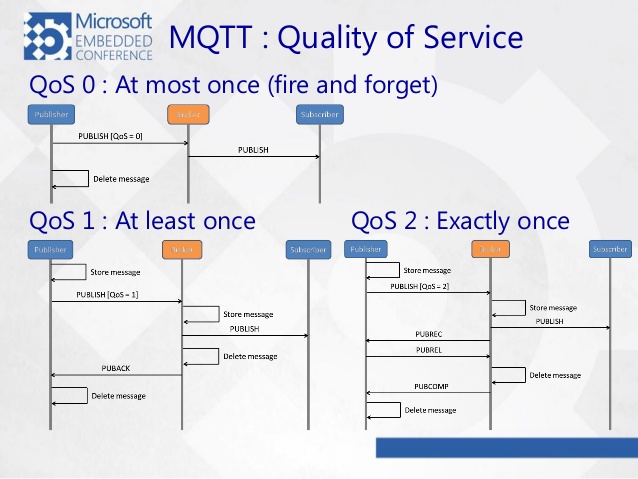 Microsoft
EMBEDDED
CONFERENCE
MQTT : Quality of Service
QoS 0 : At most once (fire and forget)
Publisher
Broker
Subscriber
PUBLISH [QoS = 0]
PUBLISH
Delete message
QoS 1 : At least once
Publisher
Broker
Subscriber
Store message
PUBLISH [QoS = 1]
Store message
PUBLISH
Delete message
PUBACK
Delete message
QoS 2 : Exactly once
Publisher
Broker
Subscriber
Store message
PUBLISH [QoS = 2]
Store message
PUBLISH
PUBREC
PUBREL
Delete message
PUBCOMP
Delete message